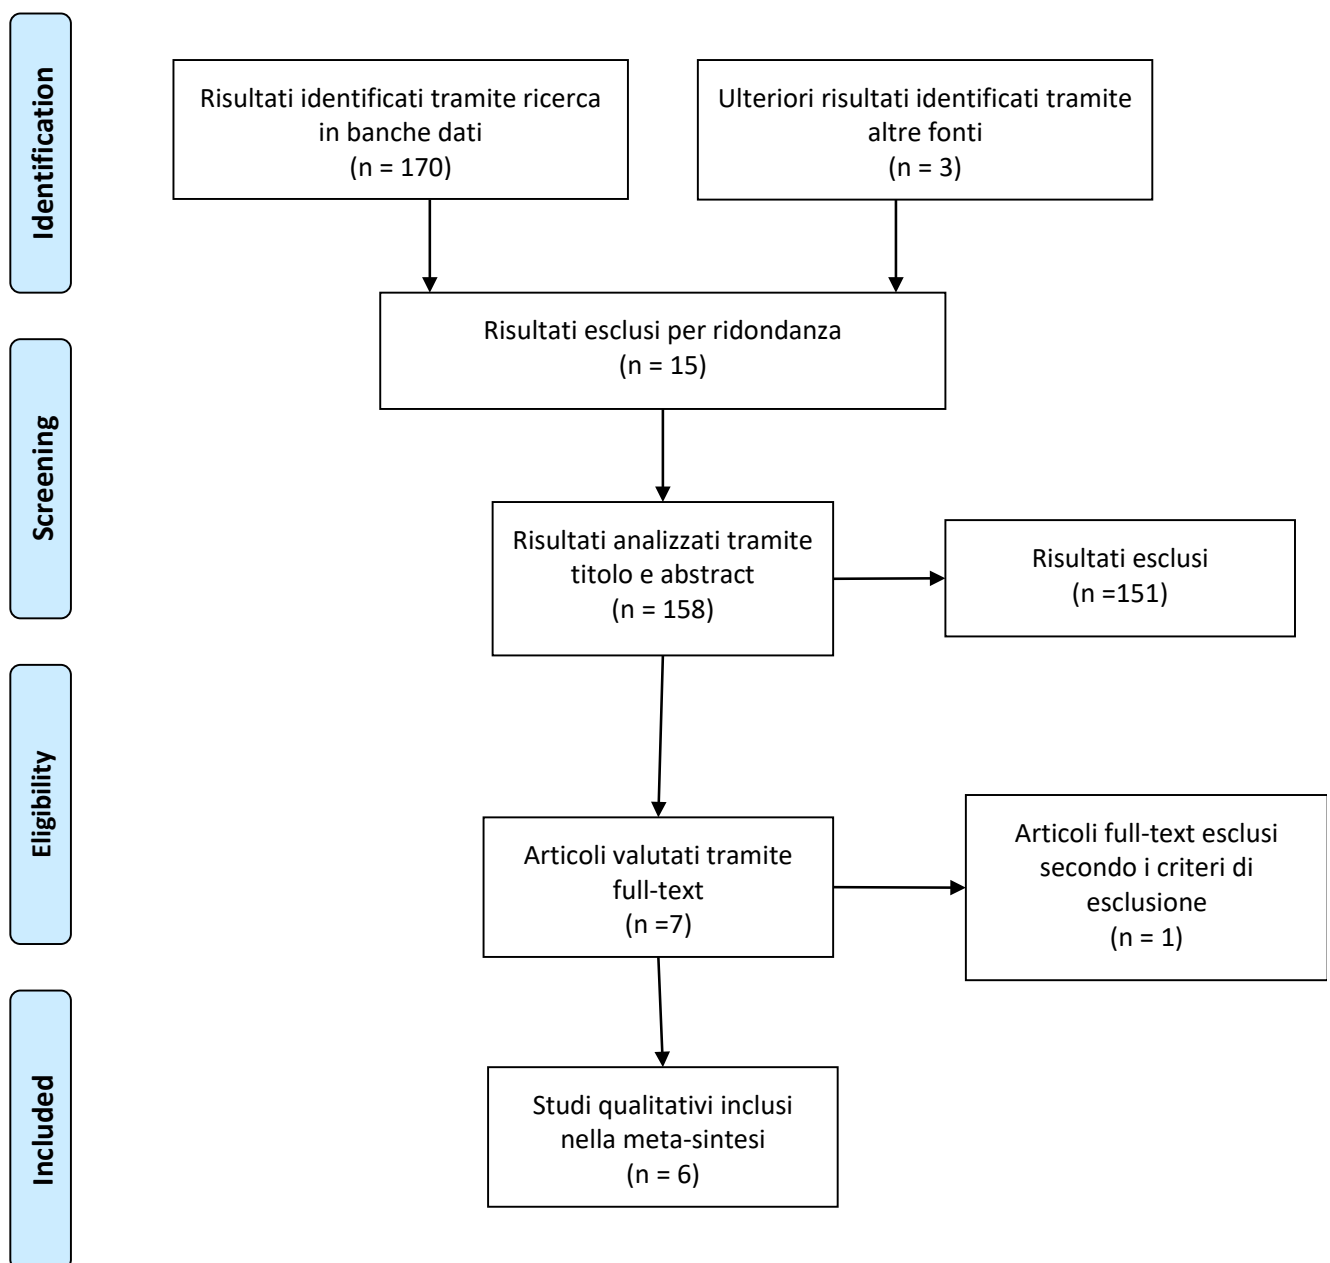 Identification
Risultati identificati tramite ricerca
in banche dati
(n = 170)
Ulteriori risultati identificati tramite
altre fonti
(n = 3)
Risultati esclusi per ridondanza
(n = 15)
Screening
Risultati analizzati tramite
titolo e abstract
(n = 158)
Risultati esclusi
(n =151)
Eligibility
Articoli valutati tramite
full-text
(n =7)
Articoli full-text esclusi
secondo i criteri di
esclusione
(n = 1)
Included
Studi qualitativi inclusi
nella meta-sintesi
(n = 6)